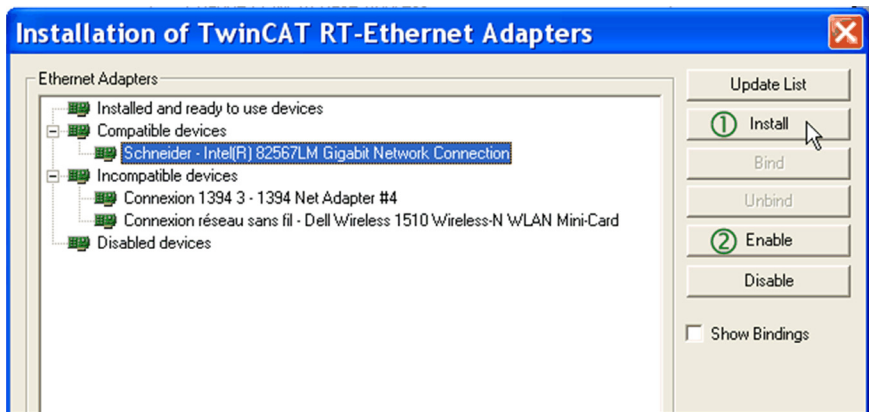 Installation of TwinCAT RT-Ethernet Adapters
Ethernet Adapters
Installed and ready to use devices
Compatible devices
Schneider - Intel(R) 82567LM Gigabit Network Connection
Incompatible devices
Connexion 1394 3 - 1394 Net Adapter #4
Connexion réseau sans fil - Dell Wireless 1510 Wireless-N WLAN Mini-Card
Disabled devices
Update List
① Install
Bind
Unbind
② Enable
Disable
Show Bindings